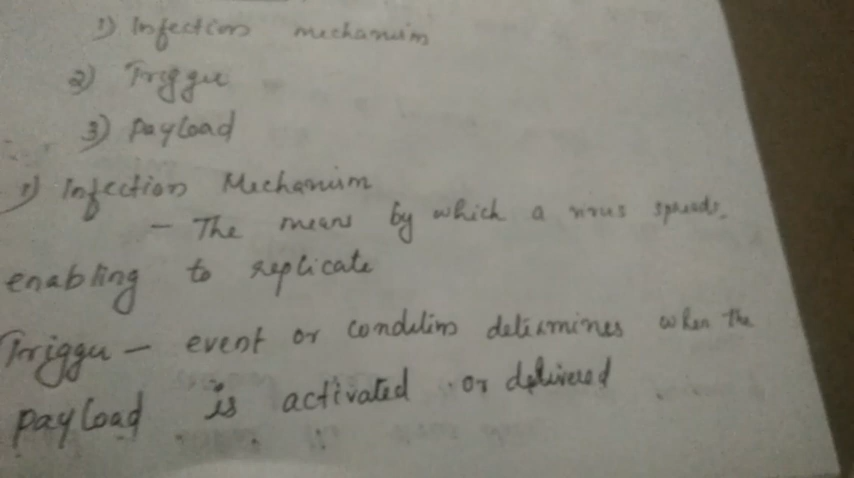 1) Infection mechanism
2) Trigger
3) Payload
1) Infection Mechanism
- The means by which a virus spreads,
enabling to replicate
Trigger - event or condition determines when the
payload is activated or delivered